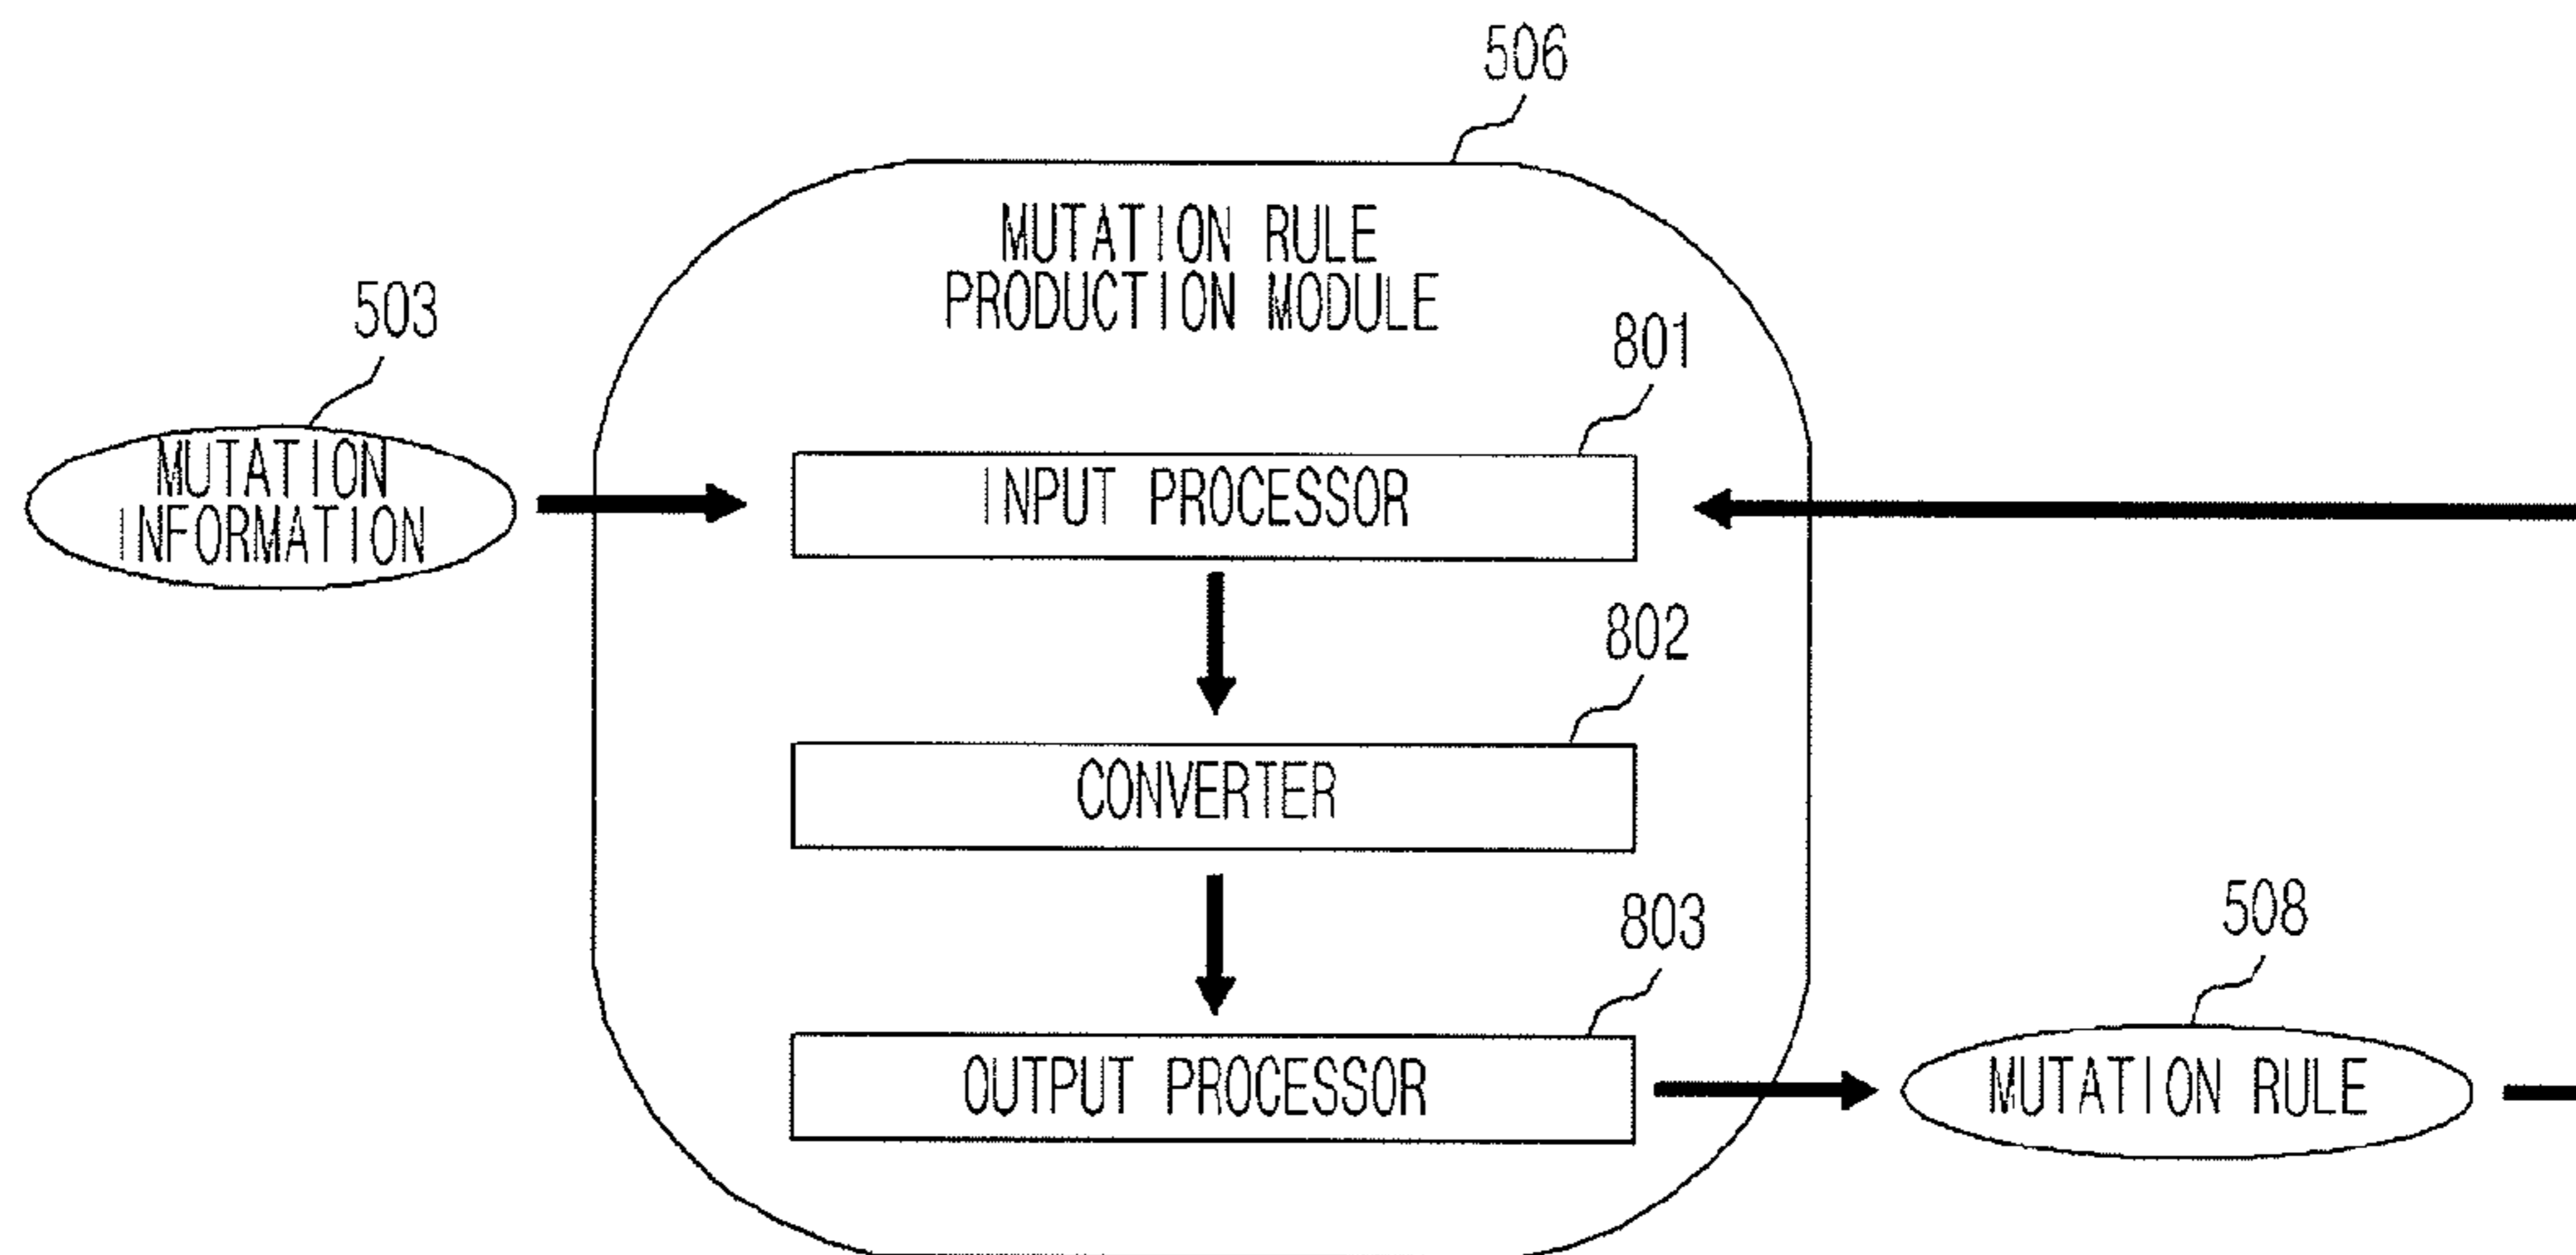 506
MUTATION RULE
PRODUCTION MODULE
503
801
MUTATION
INFORMATION
INPUT PROCESSOR
802
CONVERTER
803
508
OUTPUT PROCESSOR
MUTATION RULE